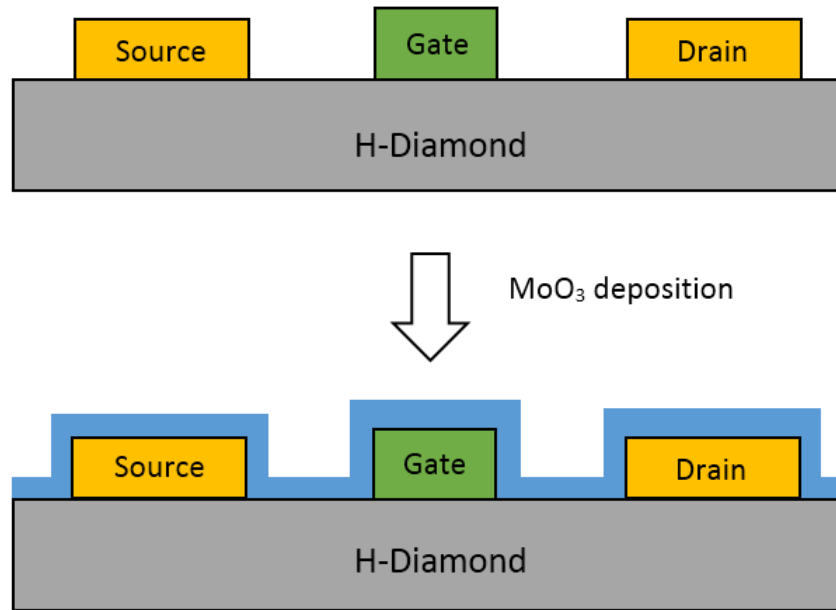 Source Gate Drain
H-Diamond
MoO₃ deposition
Source Gate Drain
H-Diamond